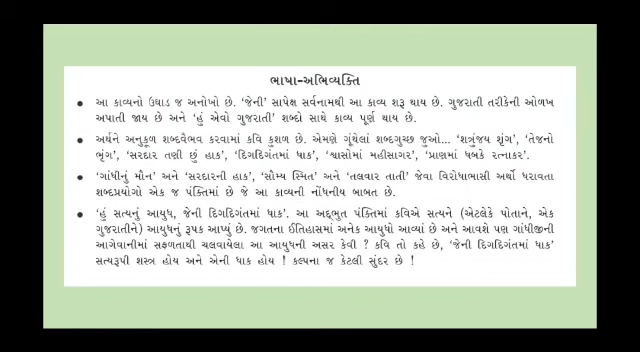 ભાષા-અભિવ્યક્તિ
● આ કાવ્યનો ઉઘાડ જ અનોખો છે. ‘જેની’ સાપેક્ષ સર્વનામથી આ કાવ્ય શરૂ થાય છે. ગુજરાતી તરીકેની ઓળખ
અપાતી જાય છે અને ‘હું એવો ગુજરાતી’ શબ્દો સાથે કાવ્ય પૂર્ણ થાય છે.
● અર્થને અનુકૂળ શબ્દવૈભવ કરવામાં કવિ કુશળ છે. એમણે ગૂંથેલાં શબ્દગુચ્છ જુઓ... ‘શત્રુંજય શૃંગ’, ‘તેજનો
ભૃંગ’, ‘સરદાર તણી છું હાક’, ‘દિગદિગંતમાં ધાક’, ‘શ્વાસોમાં મહીસાગર’, ‘પ્રાણમાં ધબકે રત્નાકર’.
● ‘ગાંધીનું મૌન’ અને ‘સરદારની હાક’, ‘સૌમ્ય સ્મિત’ અને ‘તલવાર તાતી’ જેવા વિરોધાભાસી અર્થો ધરાવતા
શબ્દપ્રયોગો એક જ પંક્તિમાં છે જે આ કાવ્યની નોંધનીય બાબત છે.
● ‘હું સત્યનું આયુધ, જેની દિગદિગંતમાં ધાક’. આ અદ્ભુત પંક્તિમાં કવિએ સત્યને (એટલેકે પોતાને, એક
ગુજરાતીને) આયુધનું રૂપક આપ્યું છે. જગતના ઈતિહાસમાં અનેક આયુધો આવ્યાં છે અને આવશે પણ ગાંધીજીની
આગેવાનીમાં સફળતાથી ચલવાયેલા આ આયુધની અસર કેવી ? કવિ તો કહે છે, ‘જેની દિગદિગંતમાં ધાક’
સત્યરૂપી શસ્ત્ર હોય અને એની ધાક હોય ! કલ્પના જ કેટલી સુંદર છે !